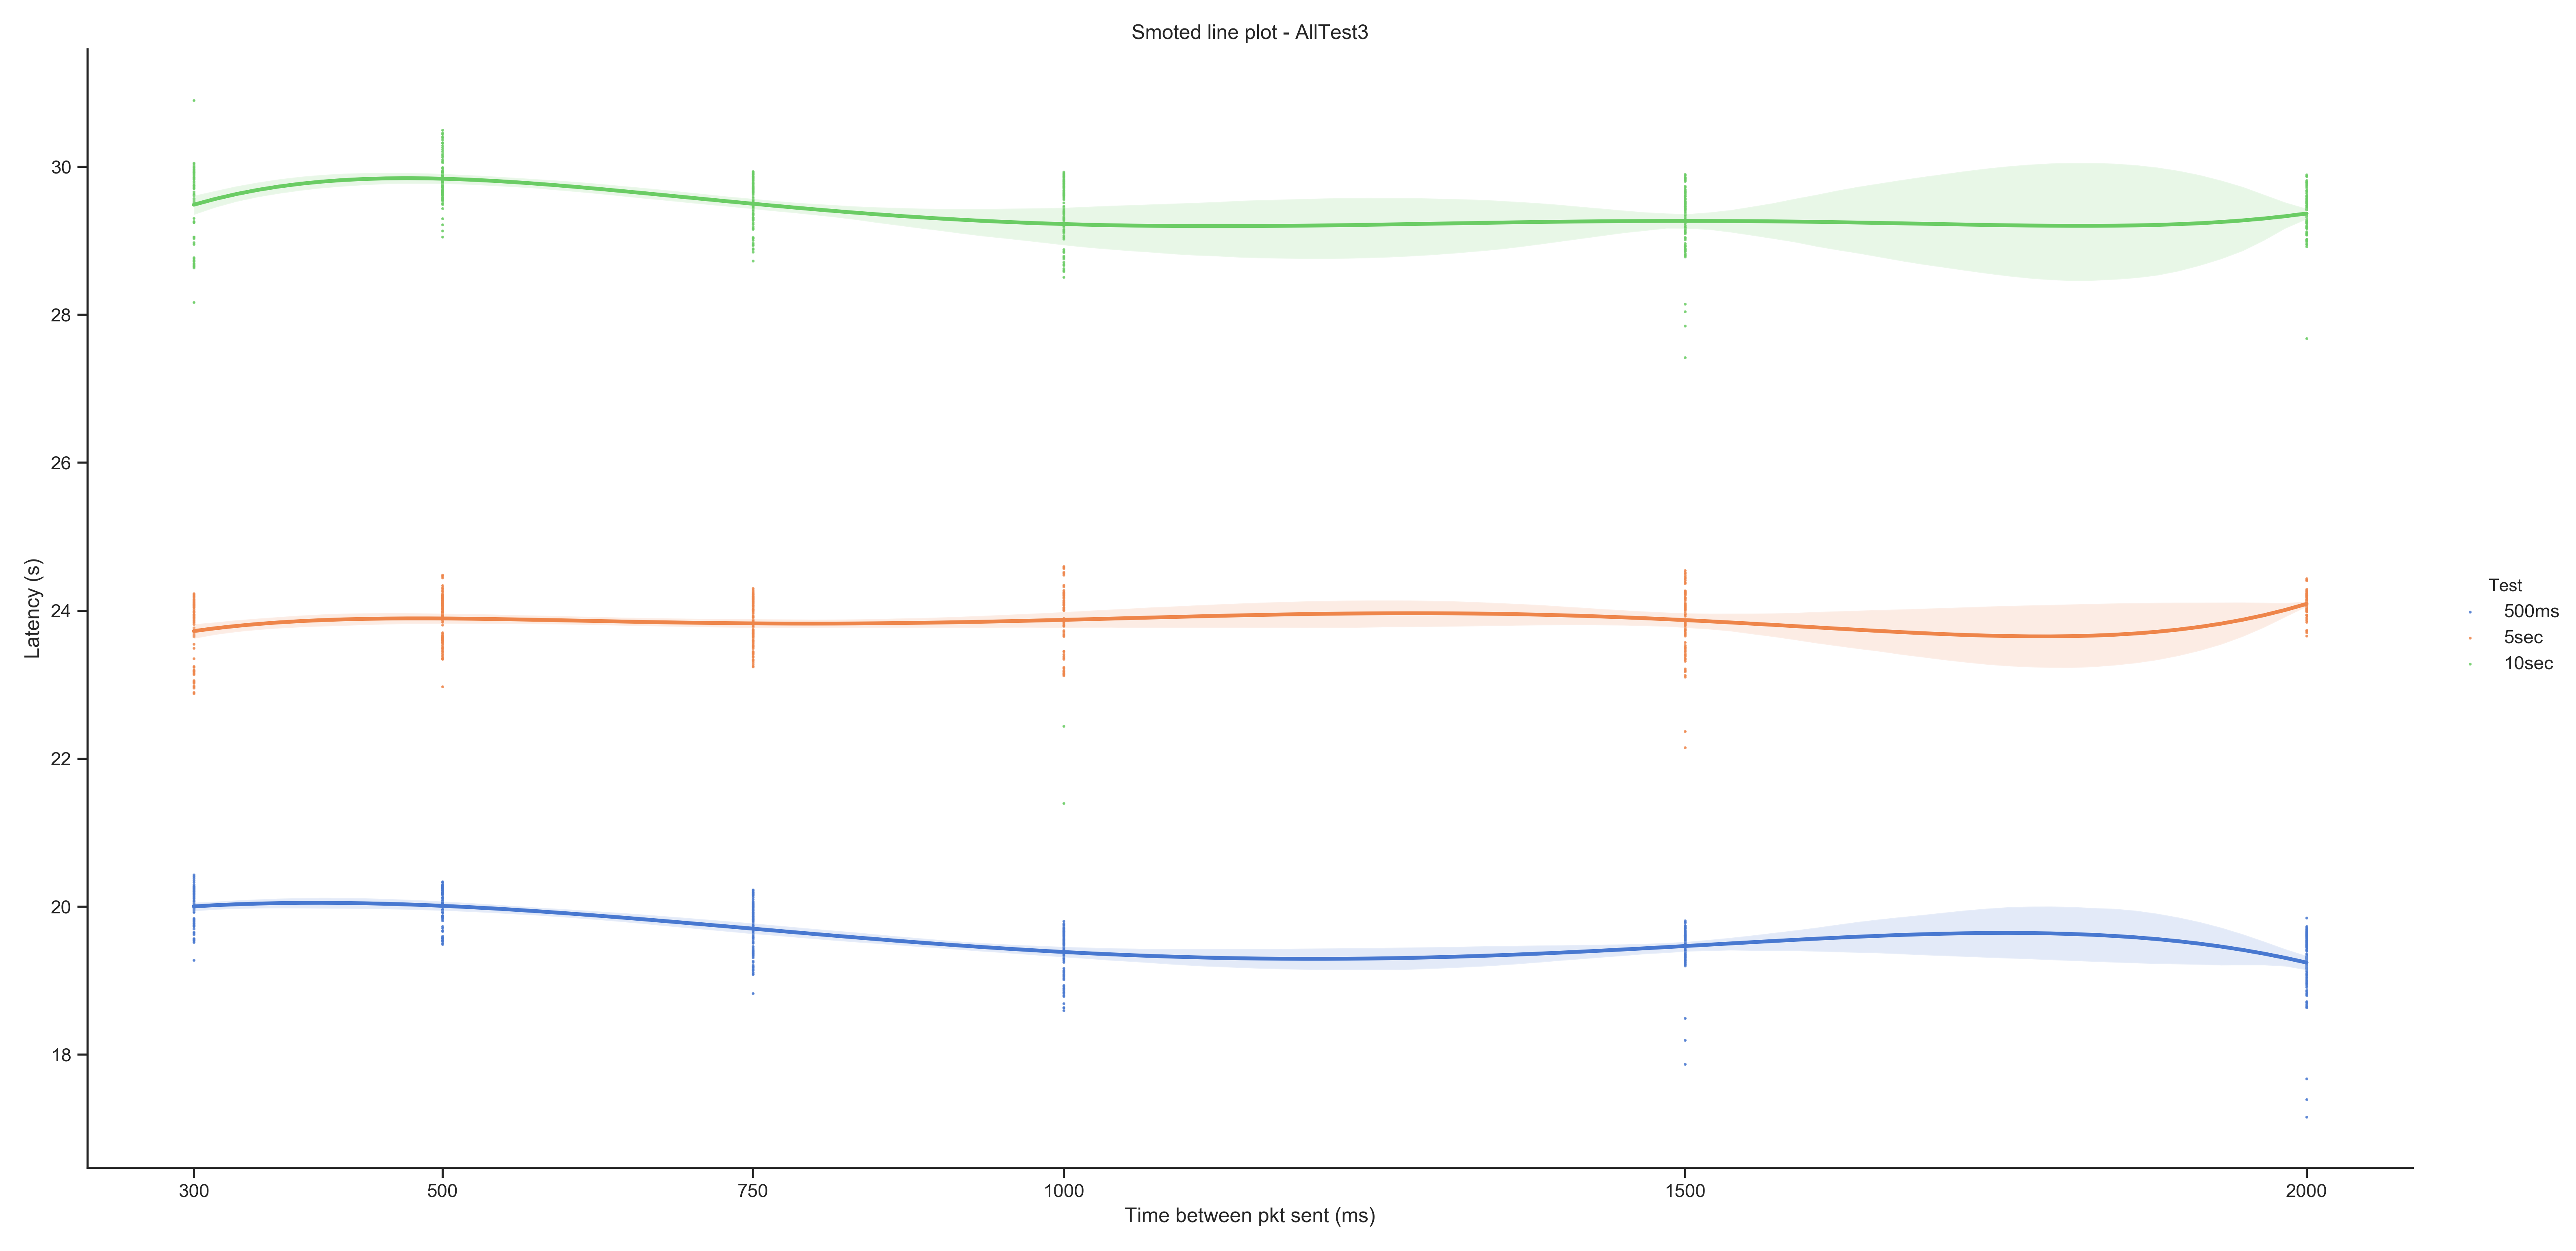 Smoted line plot - AllTest3
Latency (s)
30
28
26
24
22
20
18
300 500 750 1000 1500 2000
Time between pkt sent (ms)
Test
500ms
5sec
10sec